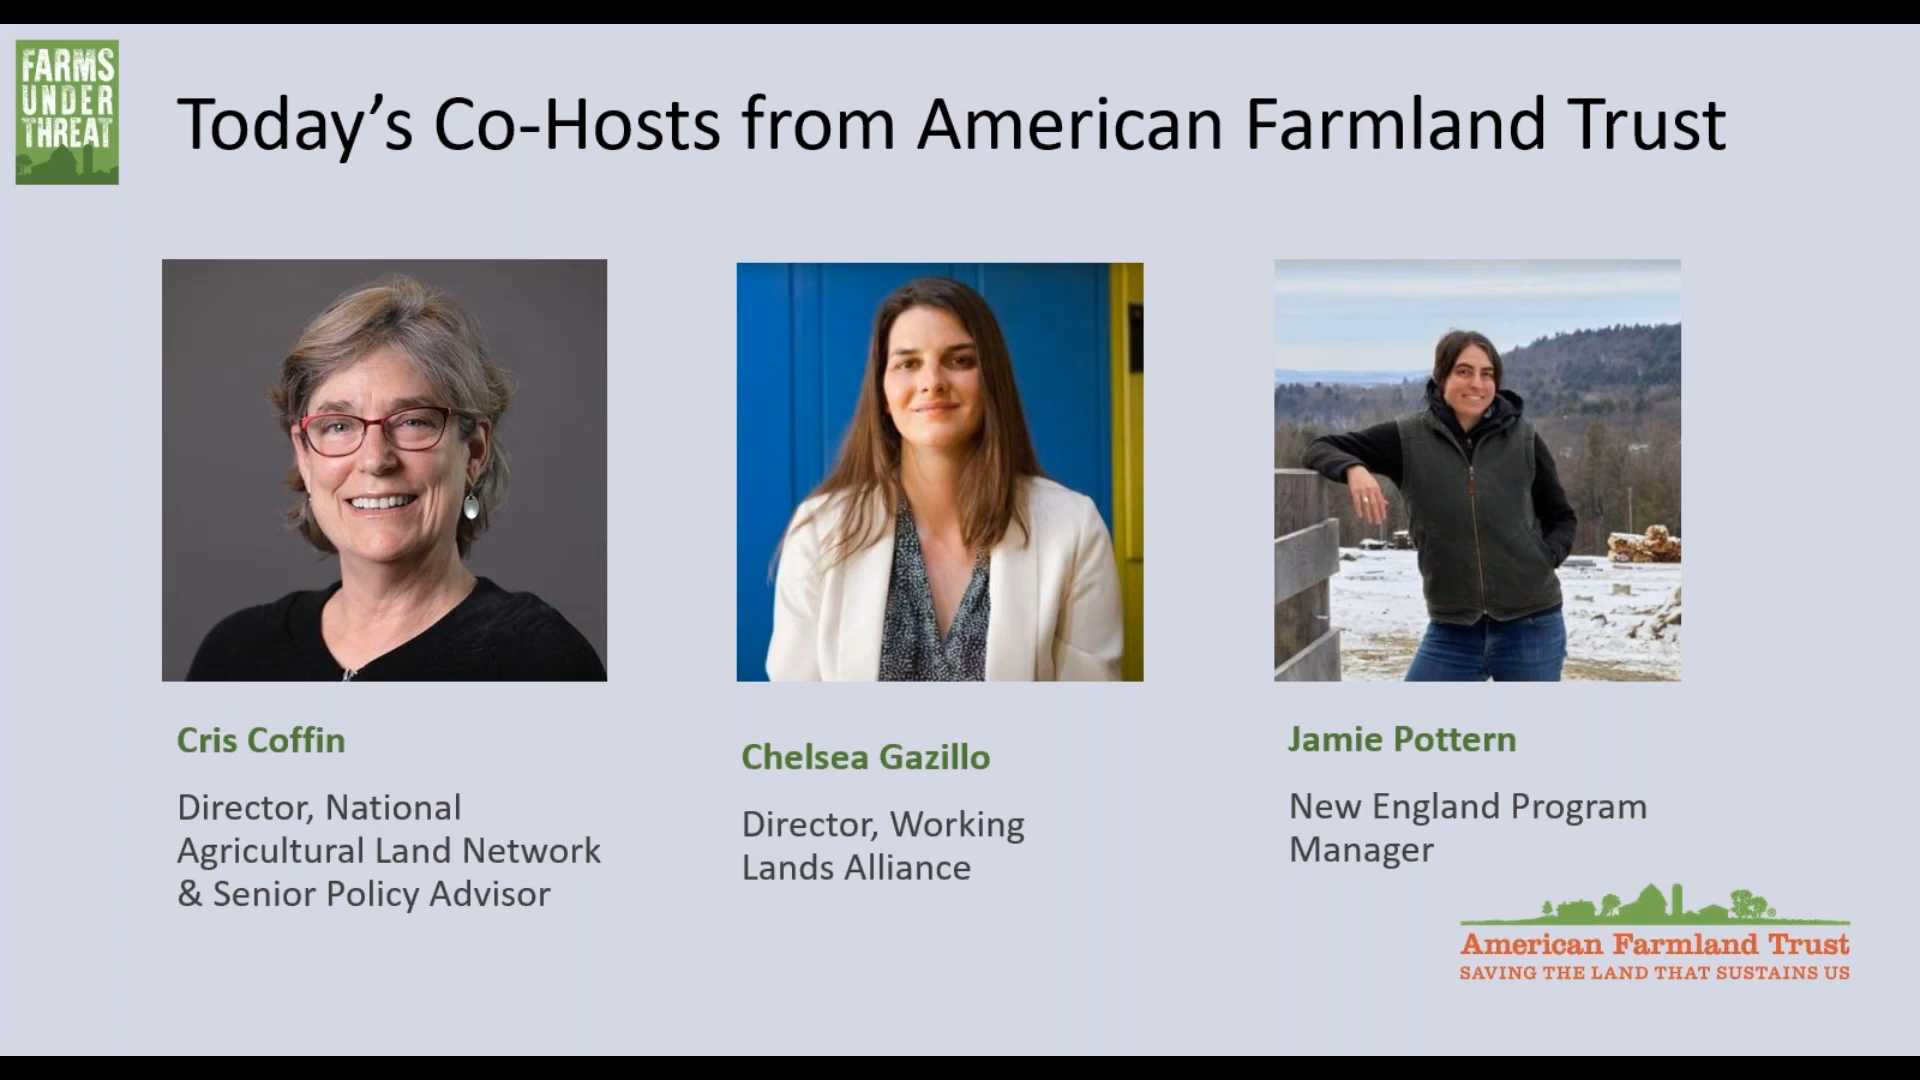 FARMS
UNDER
THREAT
Today’s Co-Hosts from American Farmland Trust
Cris Coffin
Director, National
Agricultural Land Network
& Senior Policy Advisor
Chelsea Gazillo
Director, Working
Lands Alliance
Jamie Pottern
New England Program
Manager
American Farmland Trust
SAVING THE LAND THAT SUSTAINS US